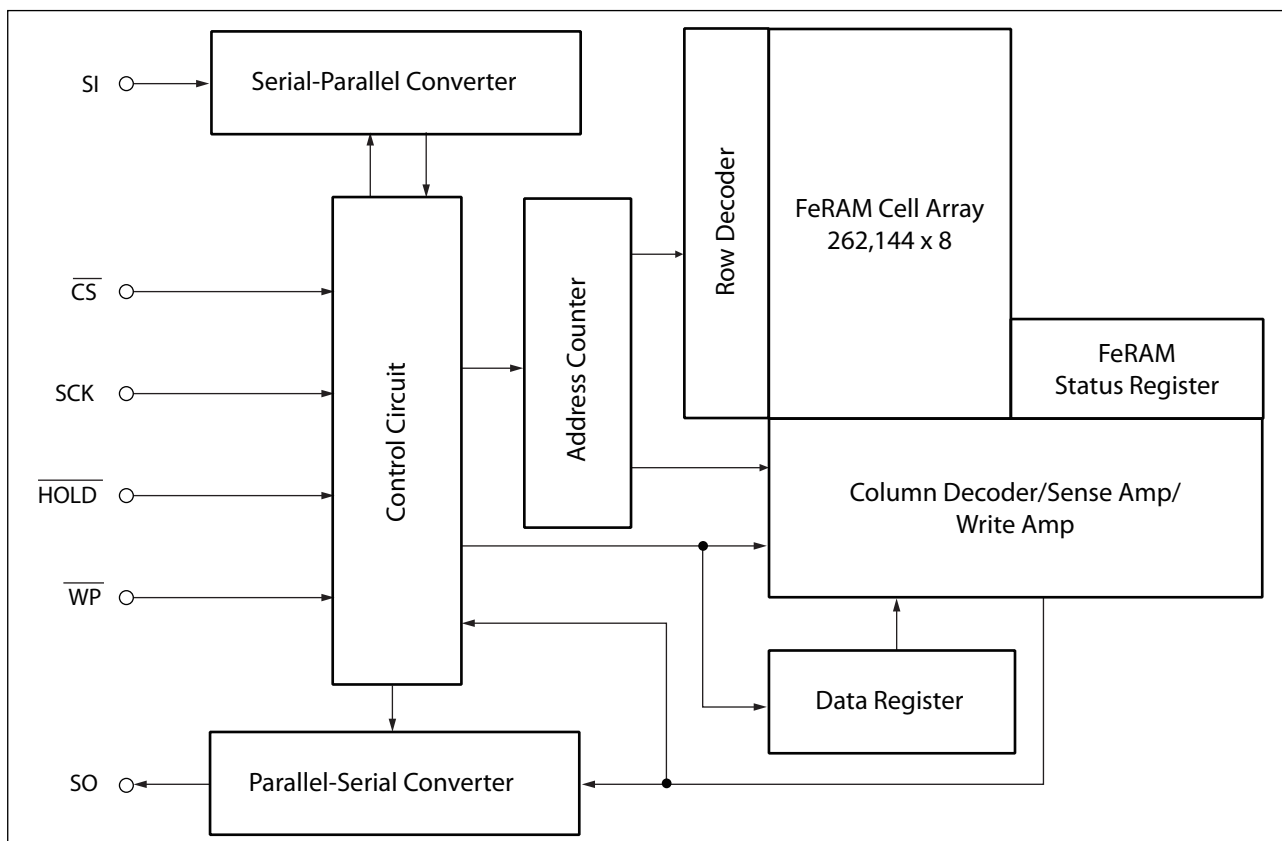 SI
Serial-Parallel Converter
Row Decoder
FeRAM Cell Array
262,144 x 8
CS
SCK
HOLD
WP
Control Circuit
Address Counter
FeRAM
Status Register
Column Decoder/Sense Amp/
Write Amp
Data Register
SO
Parallel-Serial Converter